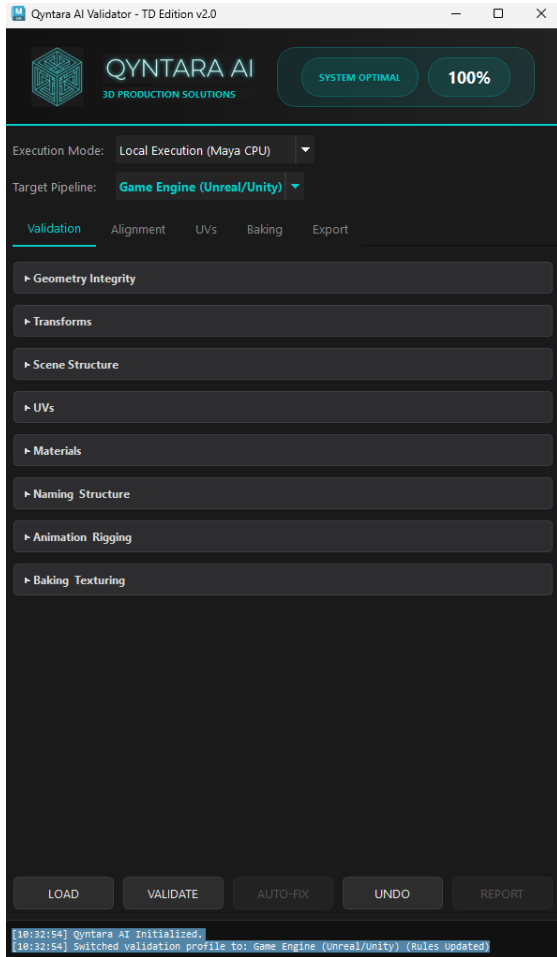 Qyntara AI Validator - TD Edition v2.0
QYNTARA AI
3D PRODUCTION SOLUTIONS
SYSTEM OPTIMAL
100%
Execution Mode: Local Execution (Maya CPU)
Target Pipeline: Game Engine (Unreal/Unity)
Validation Alignment UVs Baking Export
Geometry Integrity
Transforms
Scene Structure
UVs
Materials
Naming Structure
Animation Rigging
Baking Texturing
LOAD VALIDATE AUTO-FIX UNDO REPORT
[10:32:54] Qyntara AI Initialized.
[10:32:54] Switched validation profile to: Game Engine (Unreal/Unity) (Rules Updated)